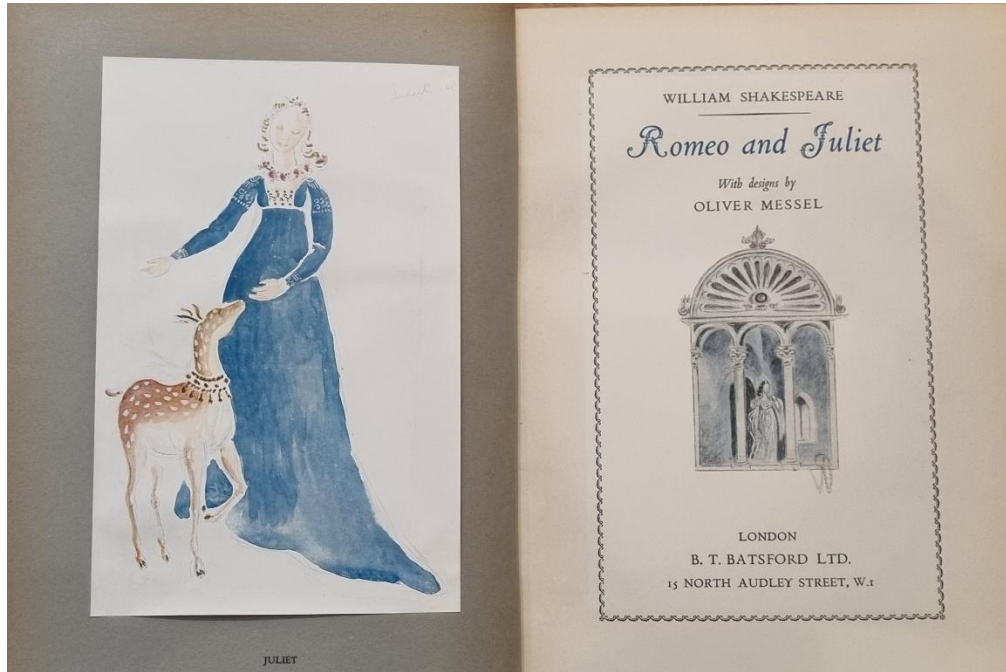 JULIET
WILLIAM SHAKESPEARE
Romeo and Juliet
With designs by
OLIVER MESSEL
LONDON
B. T. BATSFORD LTD.
15 NORTH AUDLEY STREET, W.1